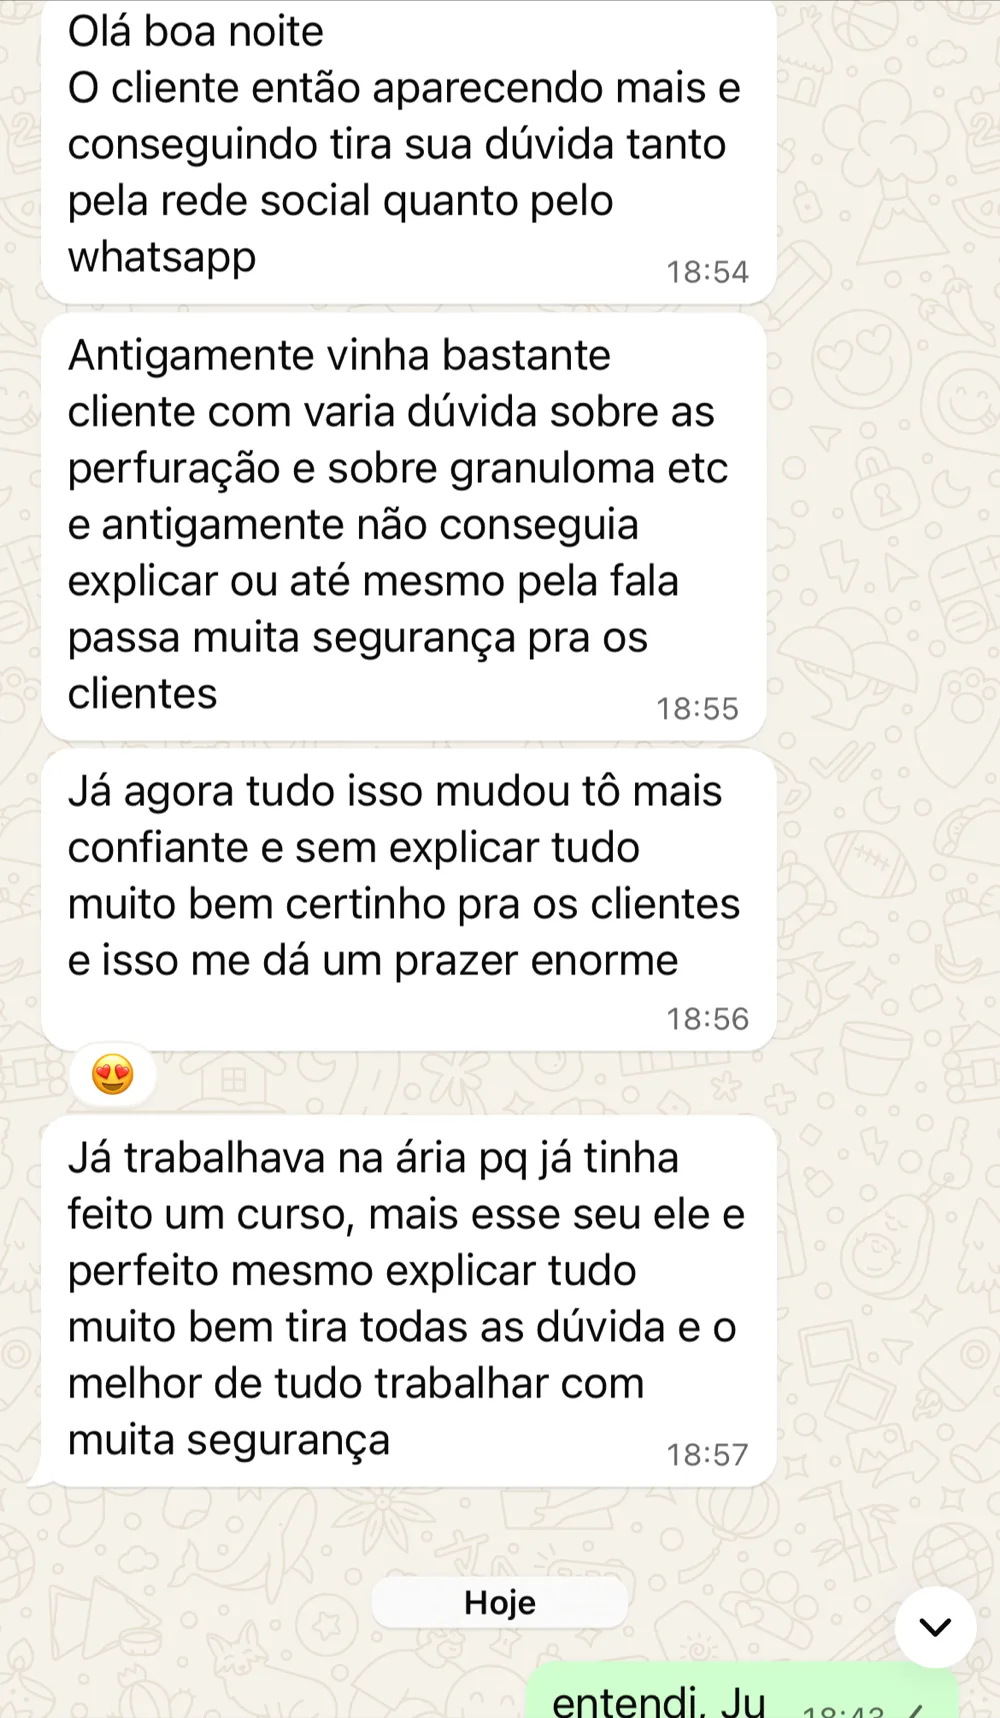 Olá boa noite
O cliente então aparecendo mais e
conseguindo tira sua dúvida tanto
pela rede social quanto pelo
whatsapp
18:54
Antigamente vinha bastante
cliente com varia dúvida sobre as
perfuração e sobre granuloma etc
e antigamente não conseguia
explicar ou até mesmo pela fala
passa muita segurança pra os
clientes
18:55
Já agora tudo isso mudou tô mais
confiante e sem explicar tudo
muito bem certinho pra os clientes
e isso me dá um prazer enorme
18:56
Já trabalhava na ária pq já tinha
feito um curso, mais esse seu ele e
perfeito mesmo explicar tudo
muito bem tira todas as dúvida e o
melhor de tudo trabalhar com
muita segurança
18:57
Hoje
entendi, Ju